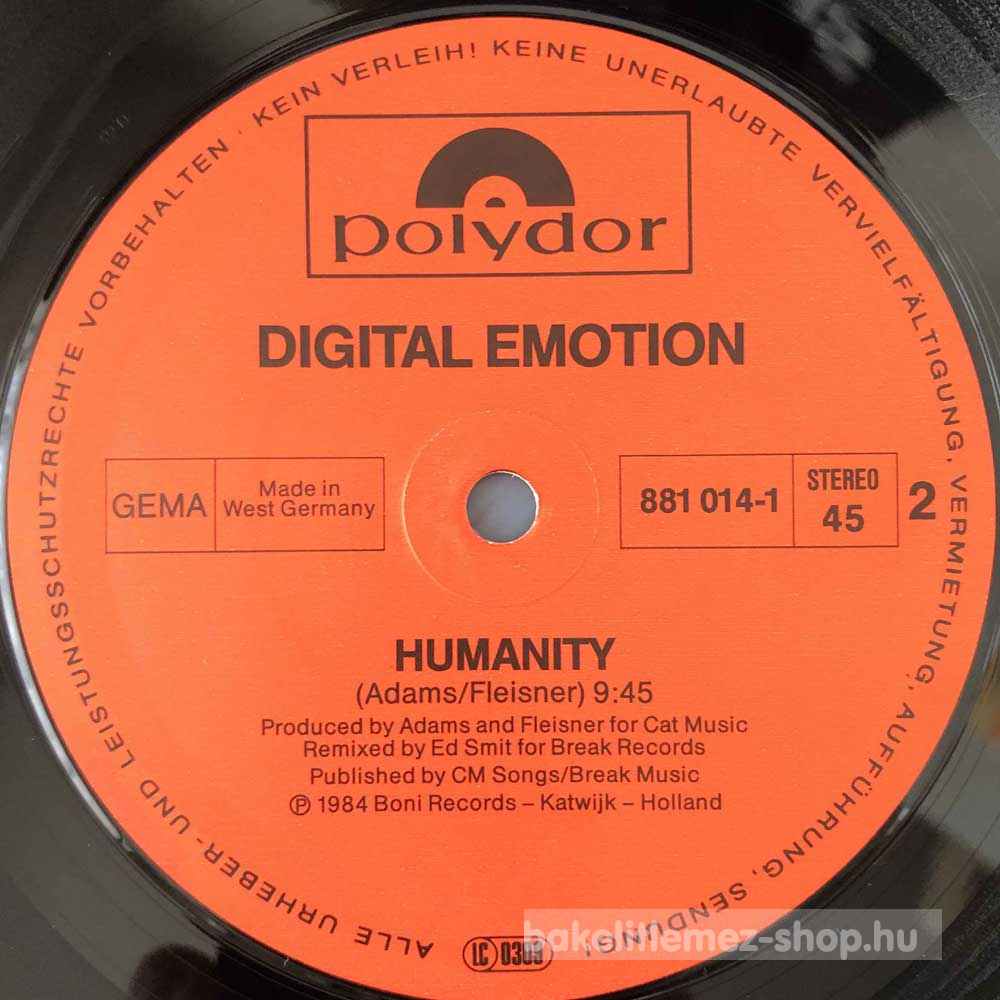 ALLE URHEBER- UND LEISTUNGSSCHUTZRECHTE VORBEHALTEN · KEIN VERLEIH! KEINE UNERLAUBTE VERVIELFÄLTIGUNG, VERMIETUNG, AUFFÜHRUNG, SENDUNG!
polydor
DIGITAL EMOTION
GEMA
Made in
West Germany
881 014-1
STEREO
45
2
HUMANITY
(Adams/Fleisner) 9:45
Produced by Adams and Fleisner for Cat Music
Remixed by Ed Smit for Break Records
Published by CM Songs/Break Music
℗ 1984 Boni Records – Katwijk – Holland
LC 0309
bakelitlemez-shop.hu